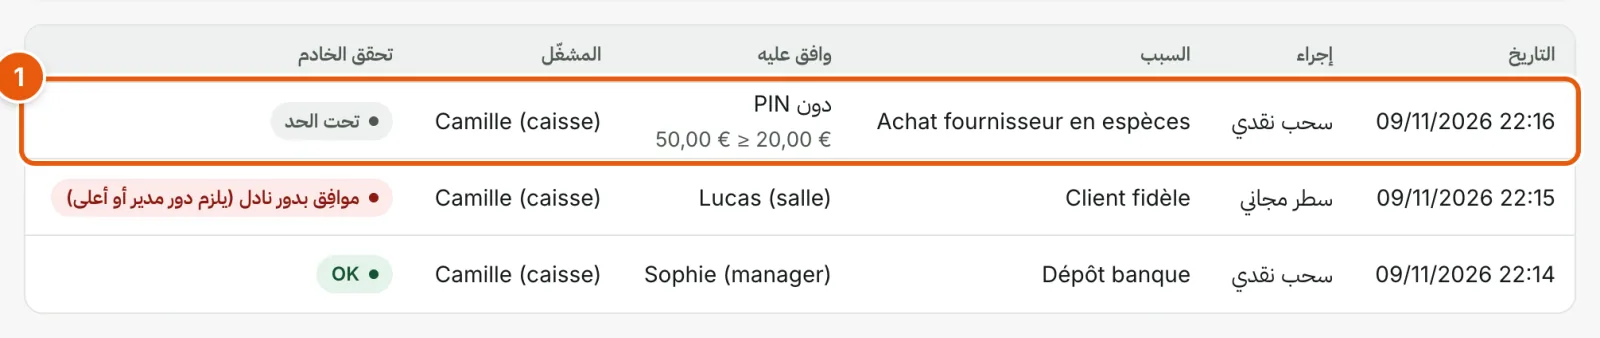 التاريخ إجراء السبب وافق عليه المشغّل تحقق الخادم
1
09/11/2026 22:16 سحب نقدي Achat fournisseur en espèces دون PIN Camille (caisse) تحت الحد
50,00 € ≥ 20,00 €
09/11/2026 22:15 سطر مجاني Client fidèle Lucas (salle) Camille (caisse) موافِق بدور نادل (يلزم دور مدير أو أعلى)
09/11/2026 22:14 سحب نقدي Dépôt banque Sophie (manager) Camille (caisse) OK